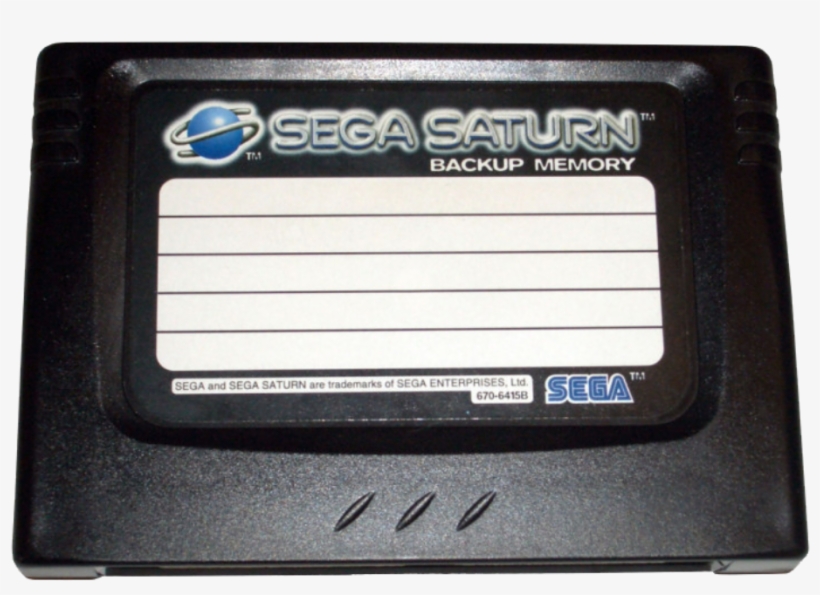 SEGA SATURN™
™
BACKUP MEMORY
SEGA and SEGA SATURN are trademarks of SEGA ENTERPRISES, Ltd.
670-6415B
SEGA™